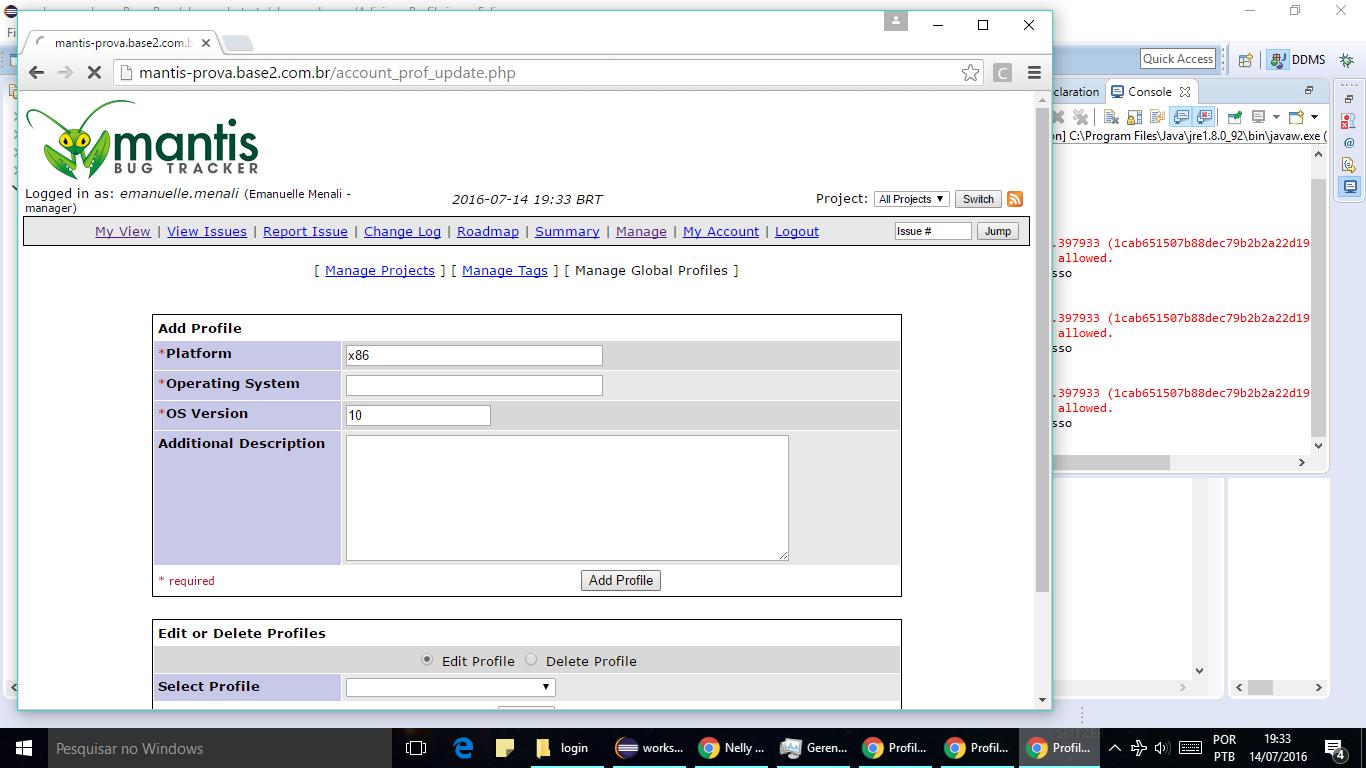 Fi
mantis-prova.base2.com.b
mantis-prova.base2.com.br/account_prof_update.php
C
Quick Access
DDMS
claration
Console
on] C:\Program Files\Java\jre1.8.0_92\bin\javaw.exe (
mantis
BUG TRACKER
Logged in as: emanuelle.menali (Emanuelle Menali - manager)
2016-07-14 19:33 BRT
Project: All Projects Switch
My View | View Issues | Report Issue | Change Log | Roadmap | Summary | Manage | My Account | Logout
Issue # Jump
[ Manage Projects ] [ Manage Tags ] [ Manage Global Profiles ]
.397933 (1cab651507b88dec79b2b2a22d19
allowed.
sso
.397933 (1cab651507b88dec79b2b2a22d19
allowed.
sso
.397933 (1cab651507b88dec79b2b2a22d19
allowed.
sso
Add Profile
*Platform x86
*Operating System
*OS Version 10
Additional Description
* required
Add Profile
Edit or Delete Profiles
Edit Profile Delete Profile
Select Profile
Pesquisar no Windows
login
works...
Nelly ...
Geren...
Profil...
Profil...
Profil...
POR
PTB
19:33
14/07/2016
4